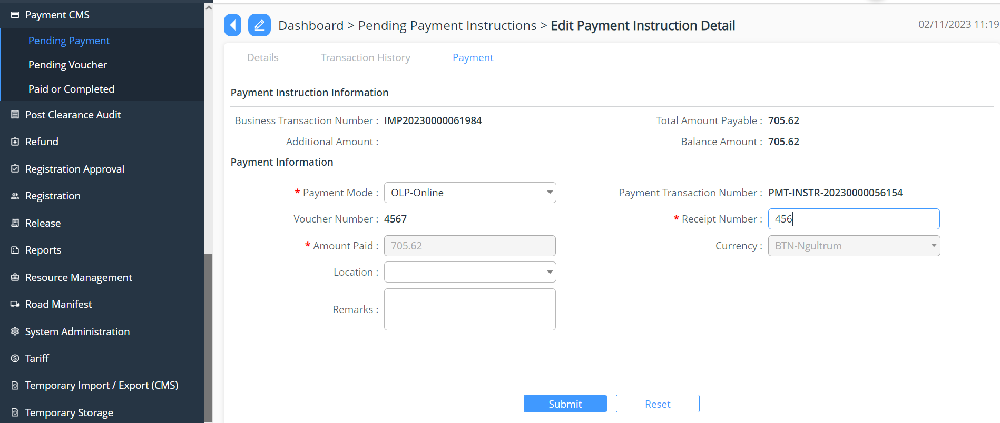 Payment CMS
Pending Payment
Pending Voucher
Paid or Completed
Post Clearance Audit
Refund
Registration Approval
Registration
Release
Reports
Resource Management
Road Manifest
System Administration
Tariff
Temporary Import / Export (CMS)
Temporary Storage
Dashboard > Pending Payment Instructions > Edit Payment Instruction Detail
02/11/2023 11:19
Details Transaction History Payment
Payment Instruction Information
Business Transaction Number : IMP20230000061984 Total Amount Payable : 705.62
Additional Amount : Balance Amount : 705.62
Payment Information
* Payment Mode : OLP-Online Payment Transaction Number : PMT-INSTR-20230000056154
Voucher Number : 4567 * Receipt Number : 456
* Amount Paid : 705.62 Currency : BTN-Ngultrum
Location :
Remarks :
Submit Reset